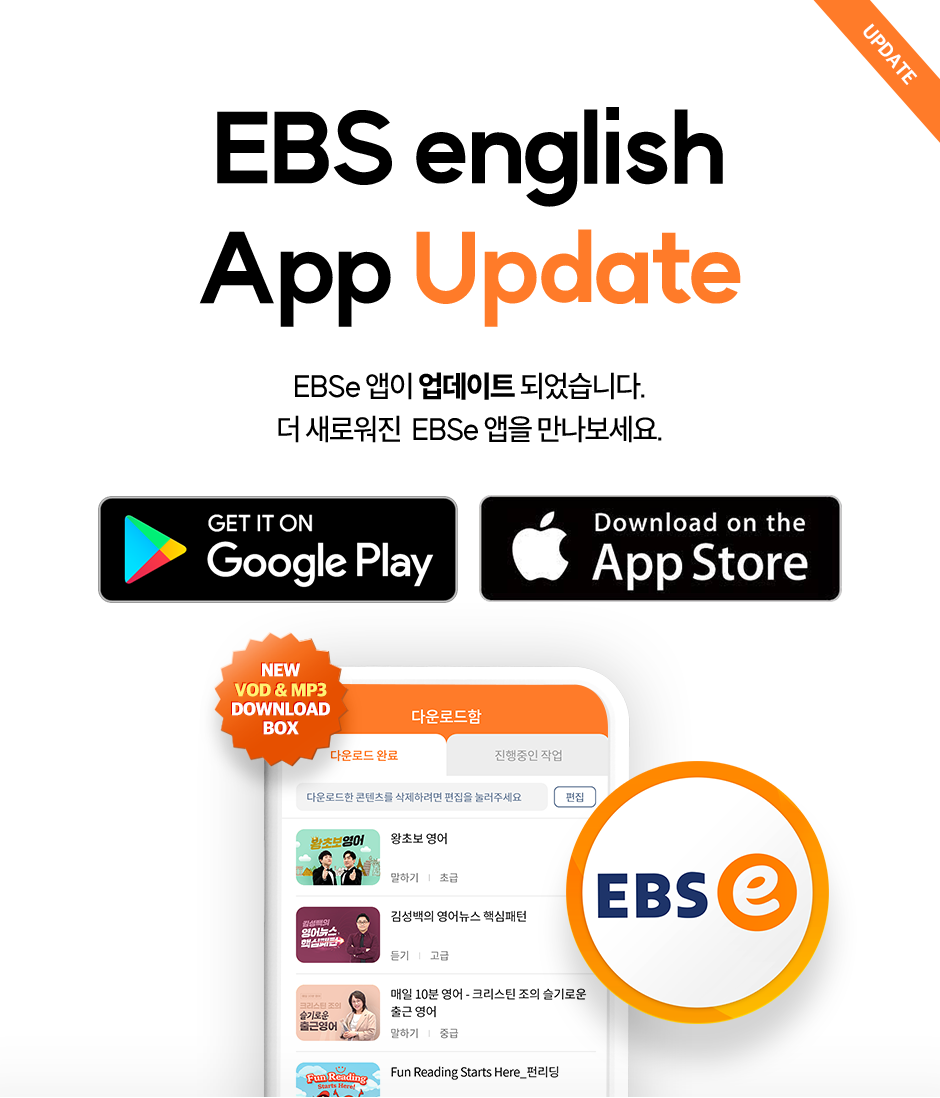 UPDATE
EBS english
App Update
EBSe 앱이 업데이트 되었습니다.
더 새로워진 EBSe 앱을 만나보세요.
GET IT ON
Google Play
Download on the
App Store
NEW
VOD & MP3
DOWNLOAD
BOX
다운로드함
다운로드 완료
진행중인 작업
다운로드한 콘텐츠를 삭제하려면 편집을 눌러주세요
편집
왕초보영어
왕초보 영어
말하기 | 초급
김성백의
영어뉴스
핵심패턴
김성백의 영어뉴스 핵심패턴
듣기 | 고급
크리스틴 조의
슬기로운
출근영어
매일 10분 영어 - 크리스틴 조의 슬기로운
출근 영어
말하기 | 중급
Fun Reading
Starts Here!
Fun Reading Starts Here_펀리딩
EBS e